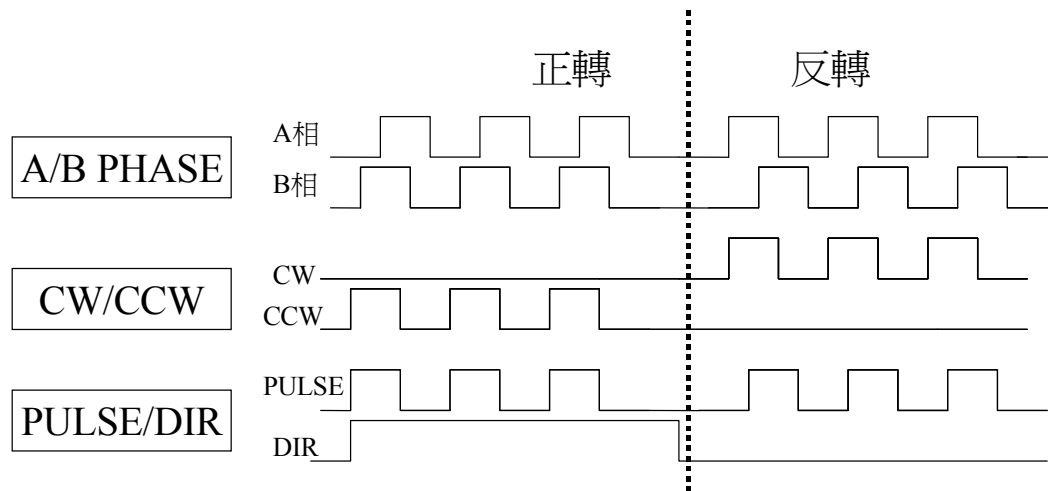 正轉 反轉
A/B PHASE
A相
B相
CW/CCW
CW
CCW
PULSE/DIR
PULSE
DIR